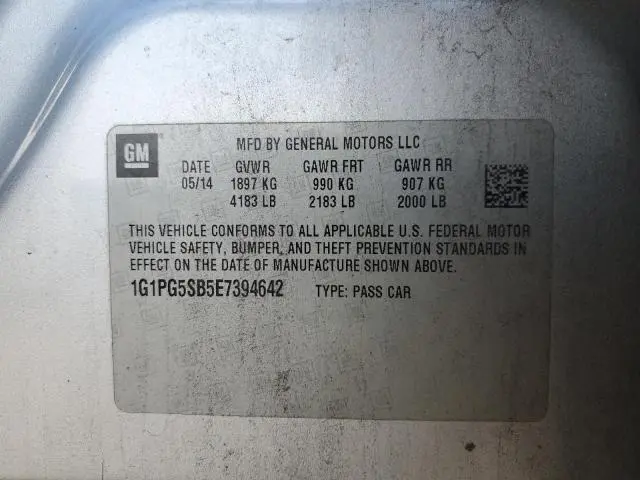 GM
MFD BY GENERAL MOTORS LLC
DATE GVWR GAWR FRT GAWR RR
05/14 1897 KG 990 KG 907 KG
4183 LB 2183 LB 2000 LB
THIS VEHICLE CONFORMS TO ALL APPLICABLE U.S. FEDERAL MOTOR
VEHICLE SAFETY, BUMPER, AND THEFT PREVENTION STANDARDS IN
EFFECT ON THE DATE OF MANUFACTURE SHOWN ABOVE.
1G1PG5SB5E7394642 TYPE: PASS CAR